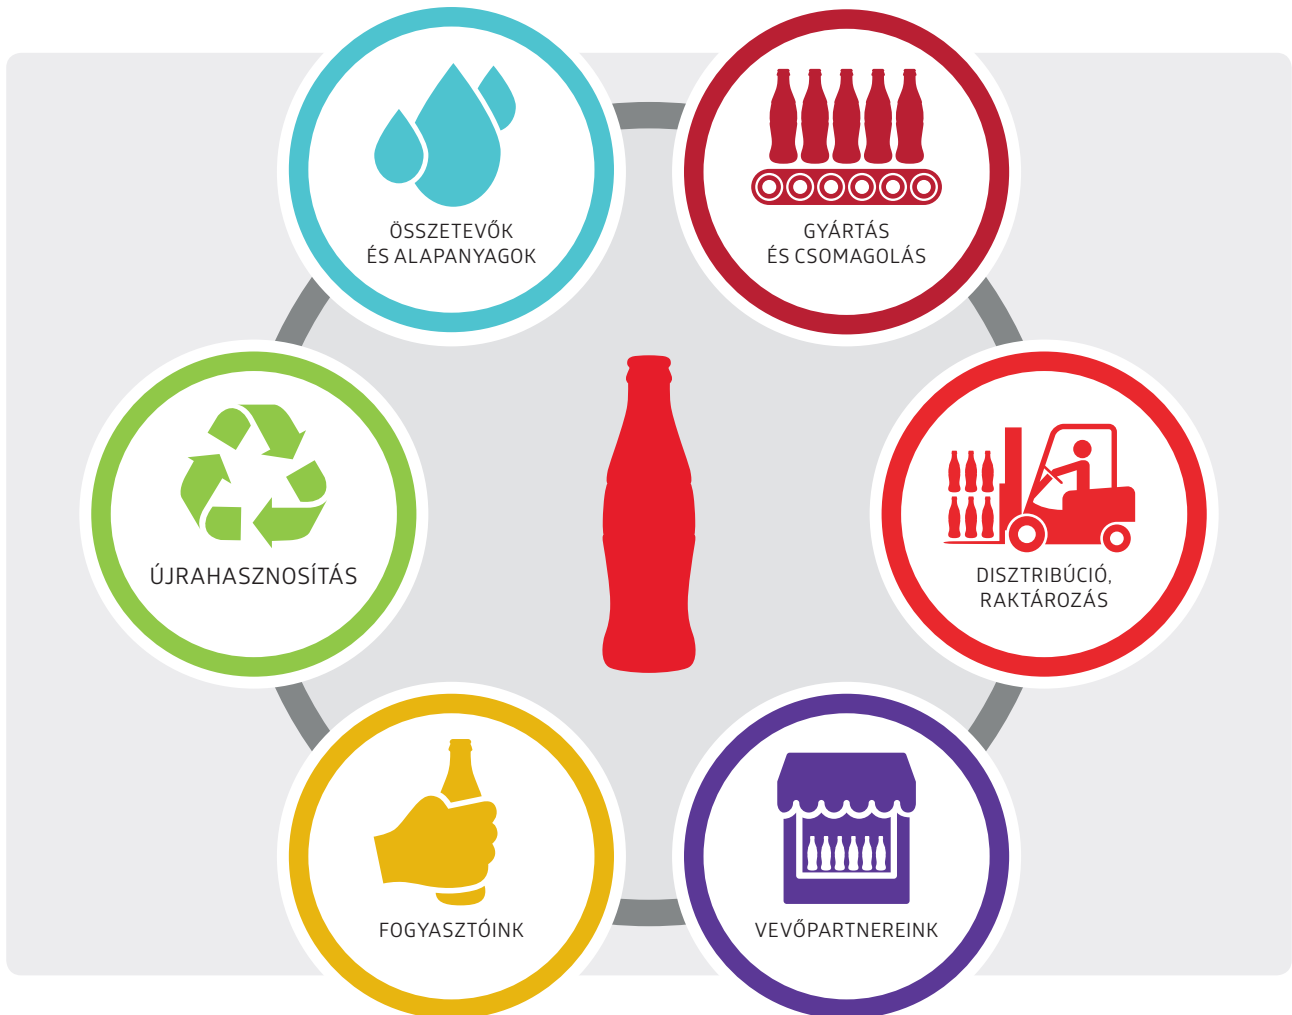 ÖSSZETEVŐK
ÉS ALAPANYAGOK
GYÁRTÁS
ÉS CSOMAGOLÁS
DISZTRIBÚCIÓ,
RAKTÁROZÁS
VEVŐPARTNEREINK
FOGYASZTÓINK
ÚJRAHASZNOSÍTÁS